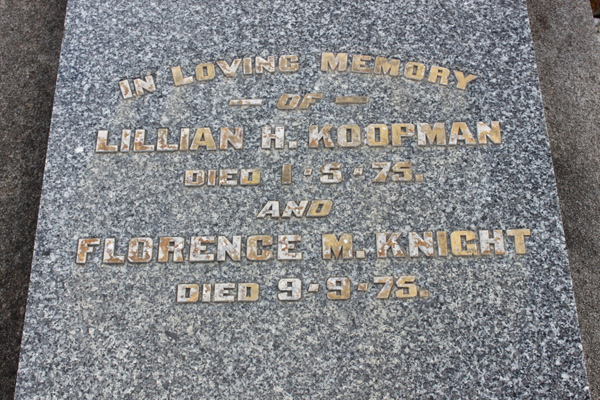 IN LOVING MEMORY
— OF —
LILLIAN H. KOOPMAN
DIED 1·5·75.
AND
FLORENCE M. KNIGHT
DIED 9·9·75.